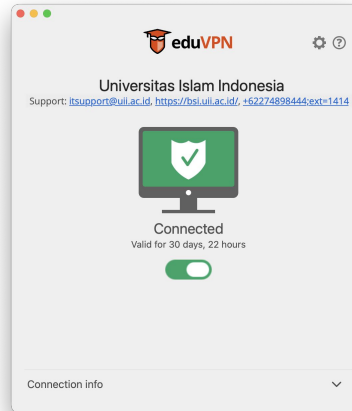 eduVPN
Universitas Islam Indonesia
Support: itsupport@uii.ac.id, https://bsi.uii.ac.id/, +62274898444;ext=1414
Connected
Valid for 30 days, 22 hours
Connection info